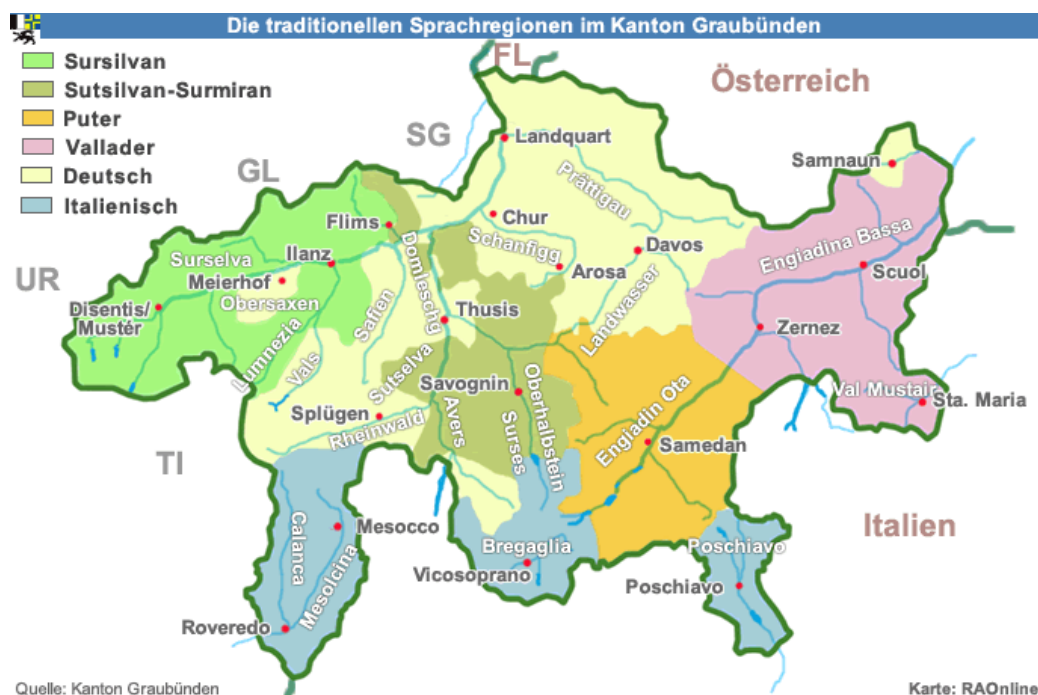 Die traditionellen Sprachregionen im Kanton Graubünden
Sursilvan
Sutsilvan-Surmiran
Puter
Vallader
Deutsch
Italienisch
FL
Österreich
SG
GL
UR
TI
Italien
Landquart
Prättigau
Samnaun
Flims
Chur
Schanfigg
Arosa
Davos
Engiadina Bassa
Scuol
Surselva
Ilanz
Meierhof
Obersaxen
Disentis/
Mustér
Domleschg
Thusis
Landwasser
Zernez
Lumnezia
Vals
Safien
Sutselva
Savognin
Oberhalbstein
Surses
Avers
Splügen
Rheinwald
Engiadin Ota
Samedan
Val Mustair
Sta. Maria
Calanca
Mesocco
Mesolcina
Roveredo
Bregaglia
Vicosoprano
Poschiavo
Poschiavo
Quelle: Kanton Graubünden
Karte: RAOnline